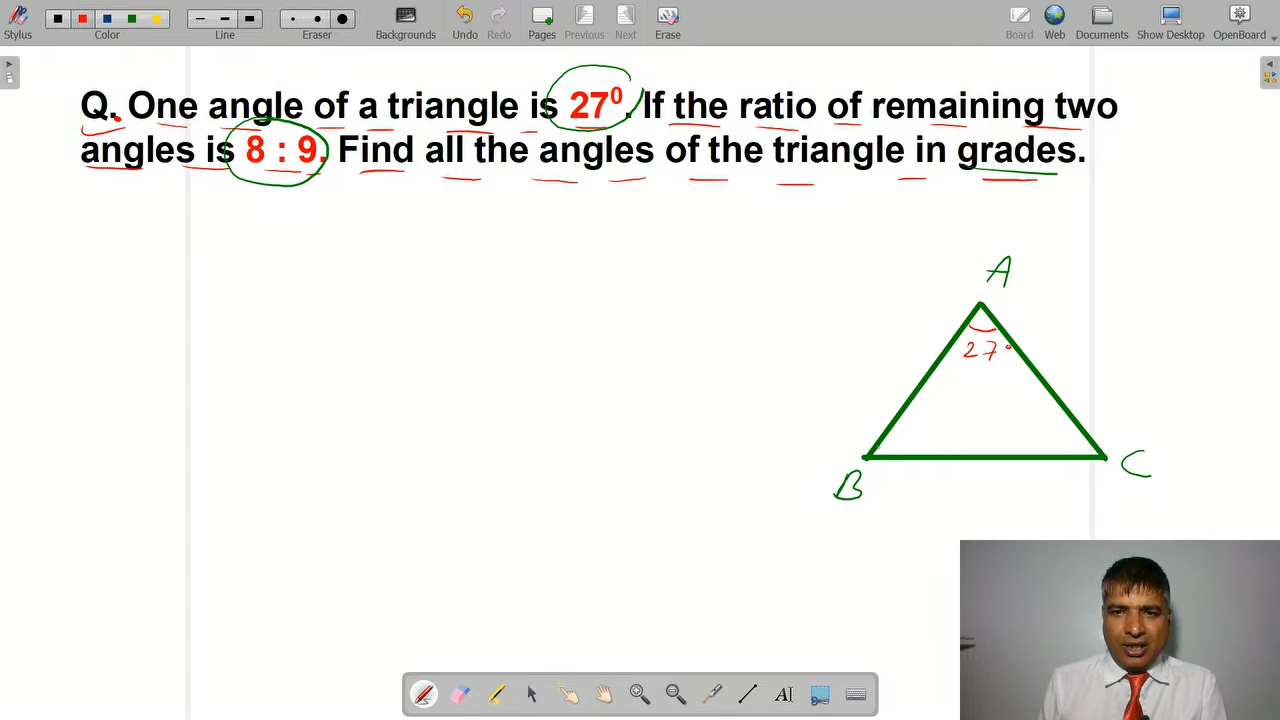 Stylus Color Line Eraser Backgrounds Undo Redo Pages Previous Next Erase Board Web Documents Show Desktop OpenBoard
Q. One angle of a triangle is 27⁰. If the ratio of remaining two
angles is 8 : 9. Find all the angles of the triangle in grades.
A
27°
B
C
AI